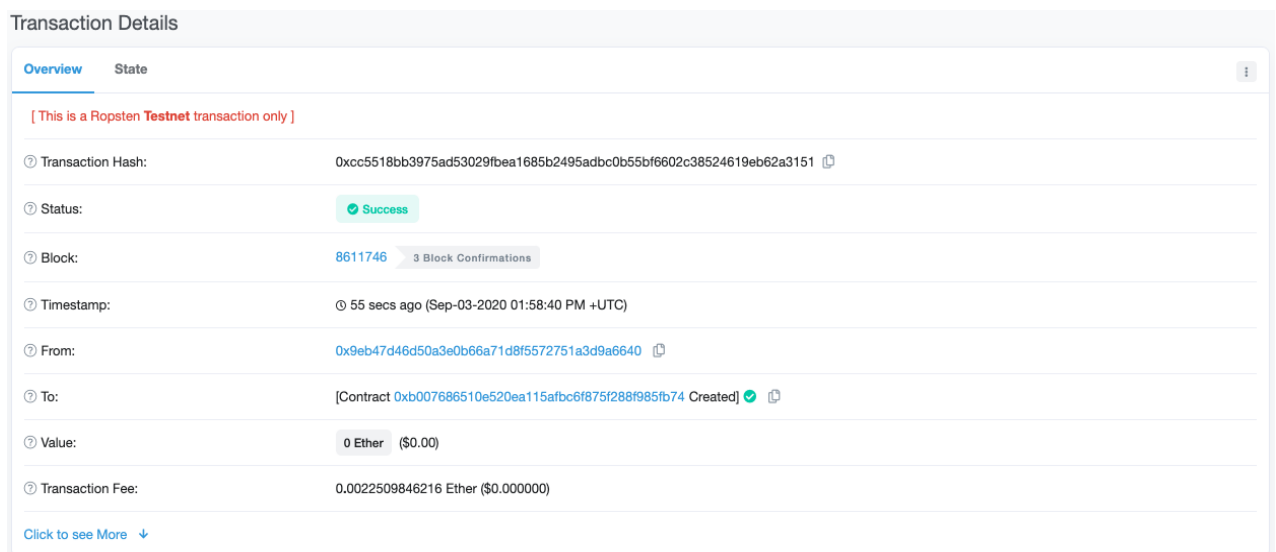 Transaction Details
Overview State
[ This is a Ropsten Testnet transaction only ]
Transaction Hash: 0xcc5518bb3975ad53029fbea1685b2495adbc0b55bf6602c38524619eb62a3151
Status: Success
Block: 8611746 3 Block Confirmations
Timestamp: 55 secs ago (Sep-03-2020 01:58:40 PM +UTC)
From: 0x9eb47d46d50a3e0b66a71d8f5572751a3d9a6640
To: [Contract 0xb007686510e520ea115afbc6f875f288f985fb74 Created]
Value: 0 Ether ($0.00)
Transaction Fee: 0.0022509846216 Ether ($0.000000)
Click to see More